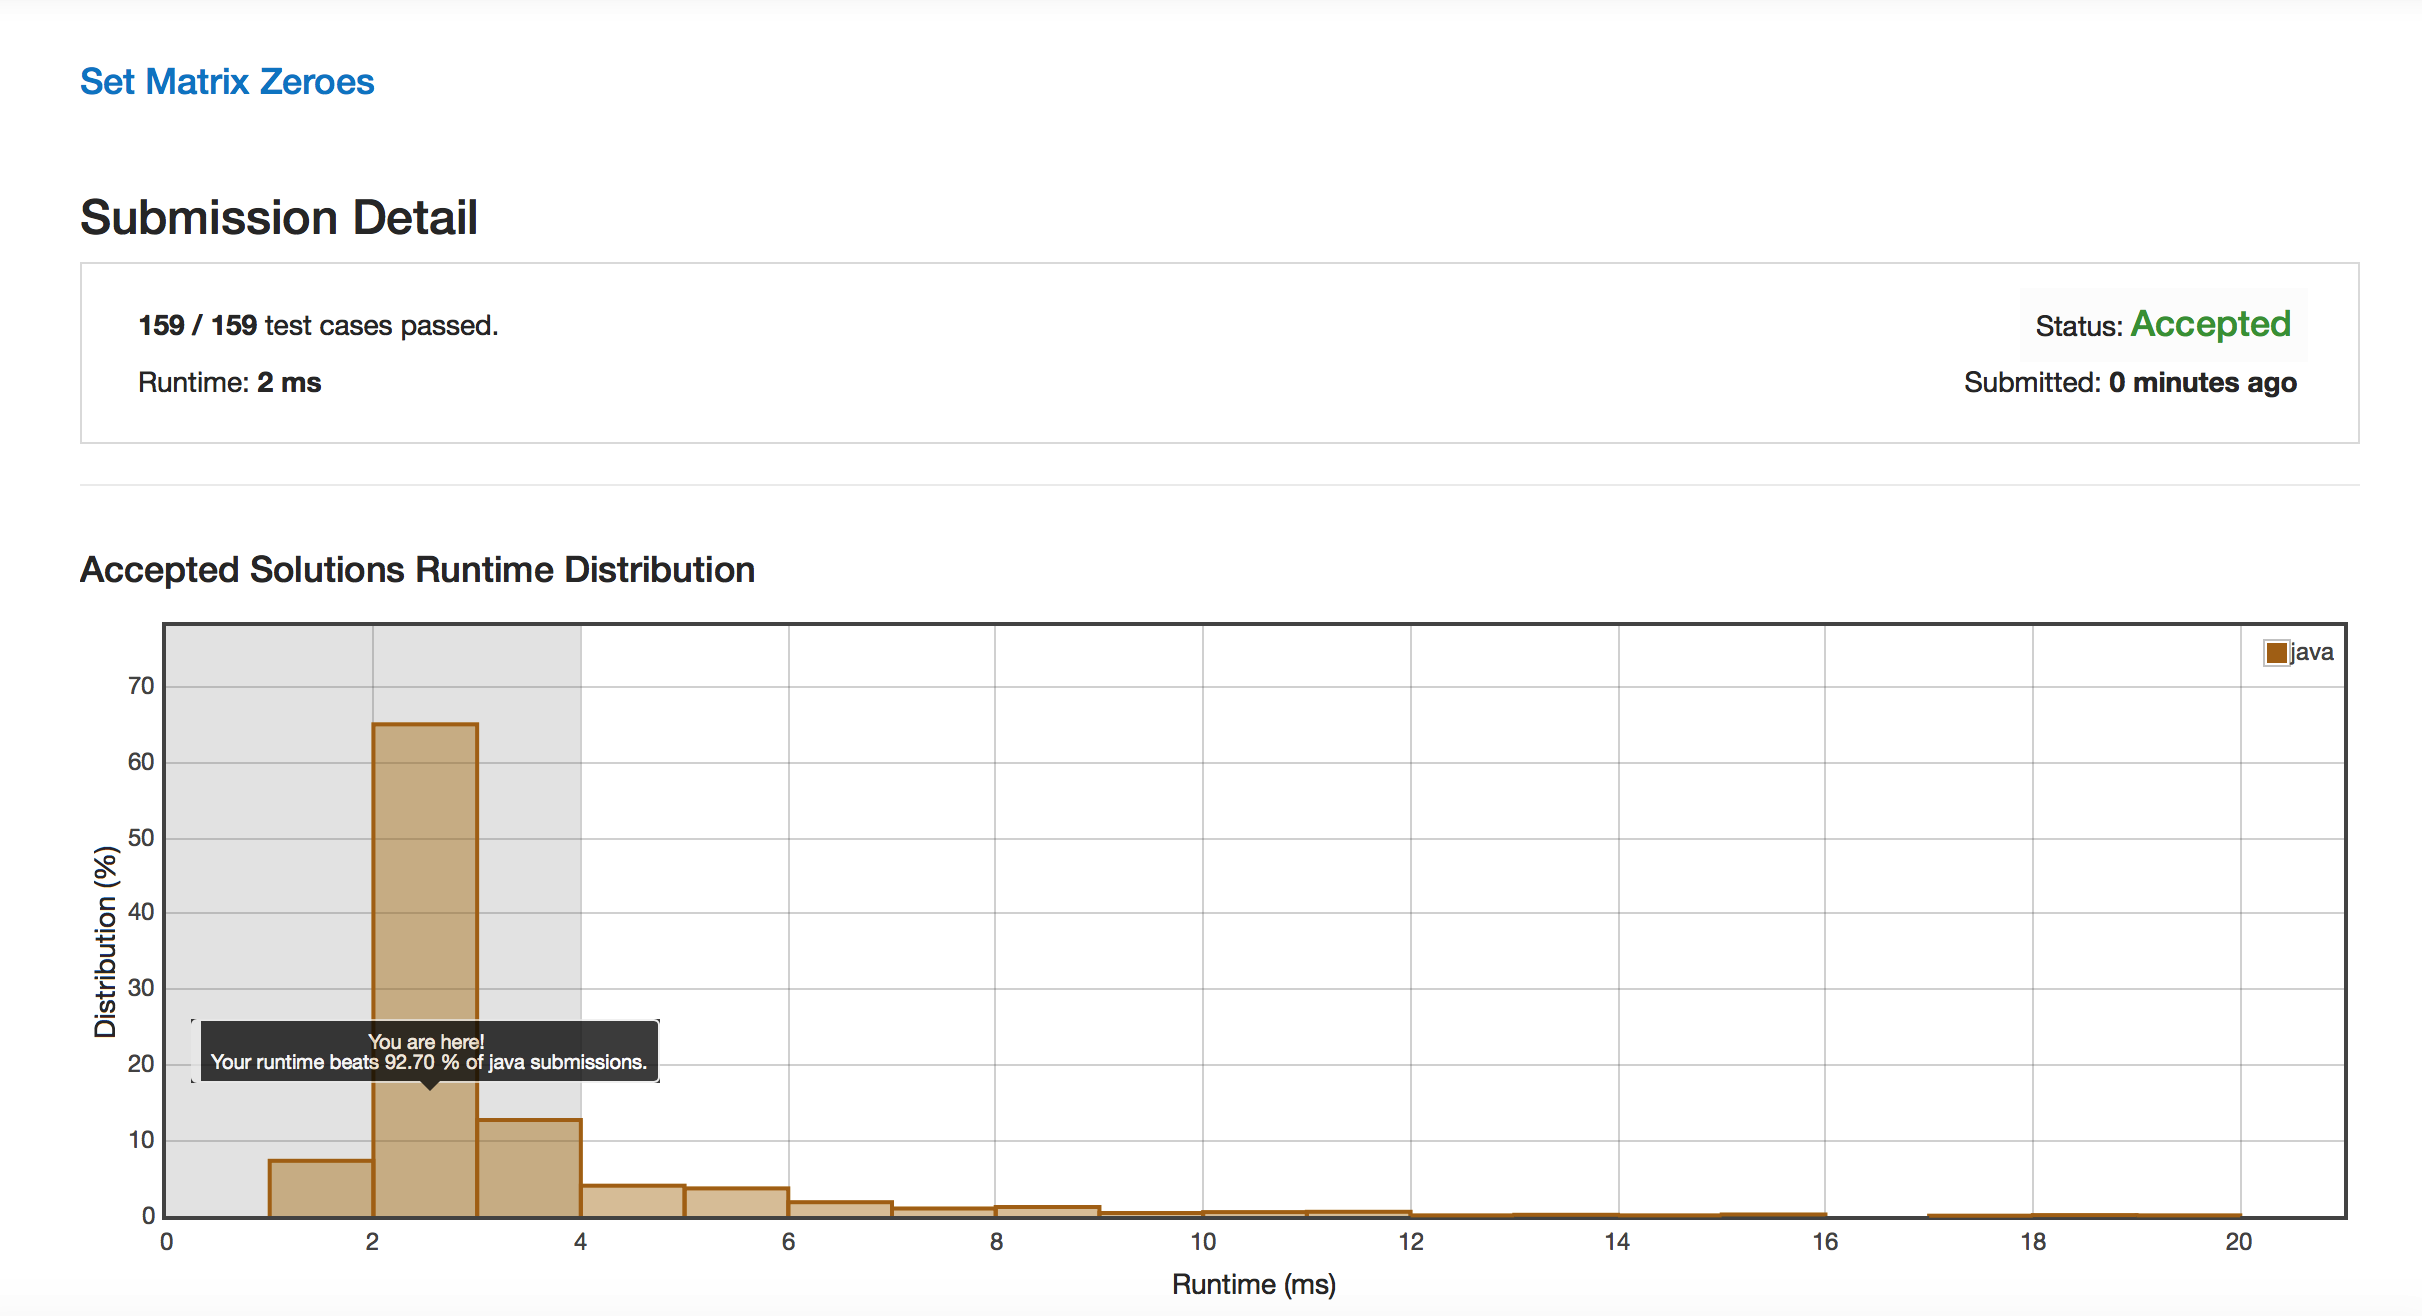 Set Matrix Zeroes
Submission Detail
159 / 159 test cases passed.
Status: Accepted
Runtime: 2 ms
Submitted: 0 minutes ago
Accepted Solutions Runtime Distribution
java
70
60
50
40
30
20
10
0
Distribution (%)
You are here!
Your runtime beats 92.70 % of java submissions.
0 2 4 6 8 10 12 14 16 18 20
Runtime (ms)